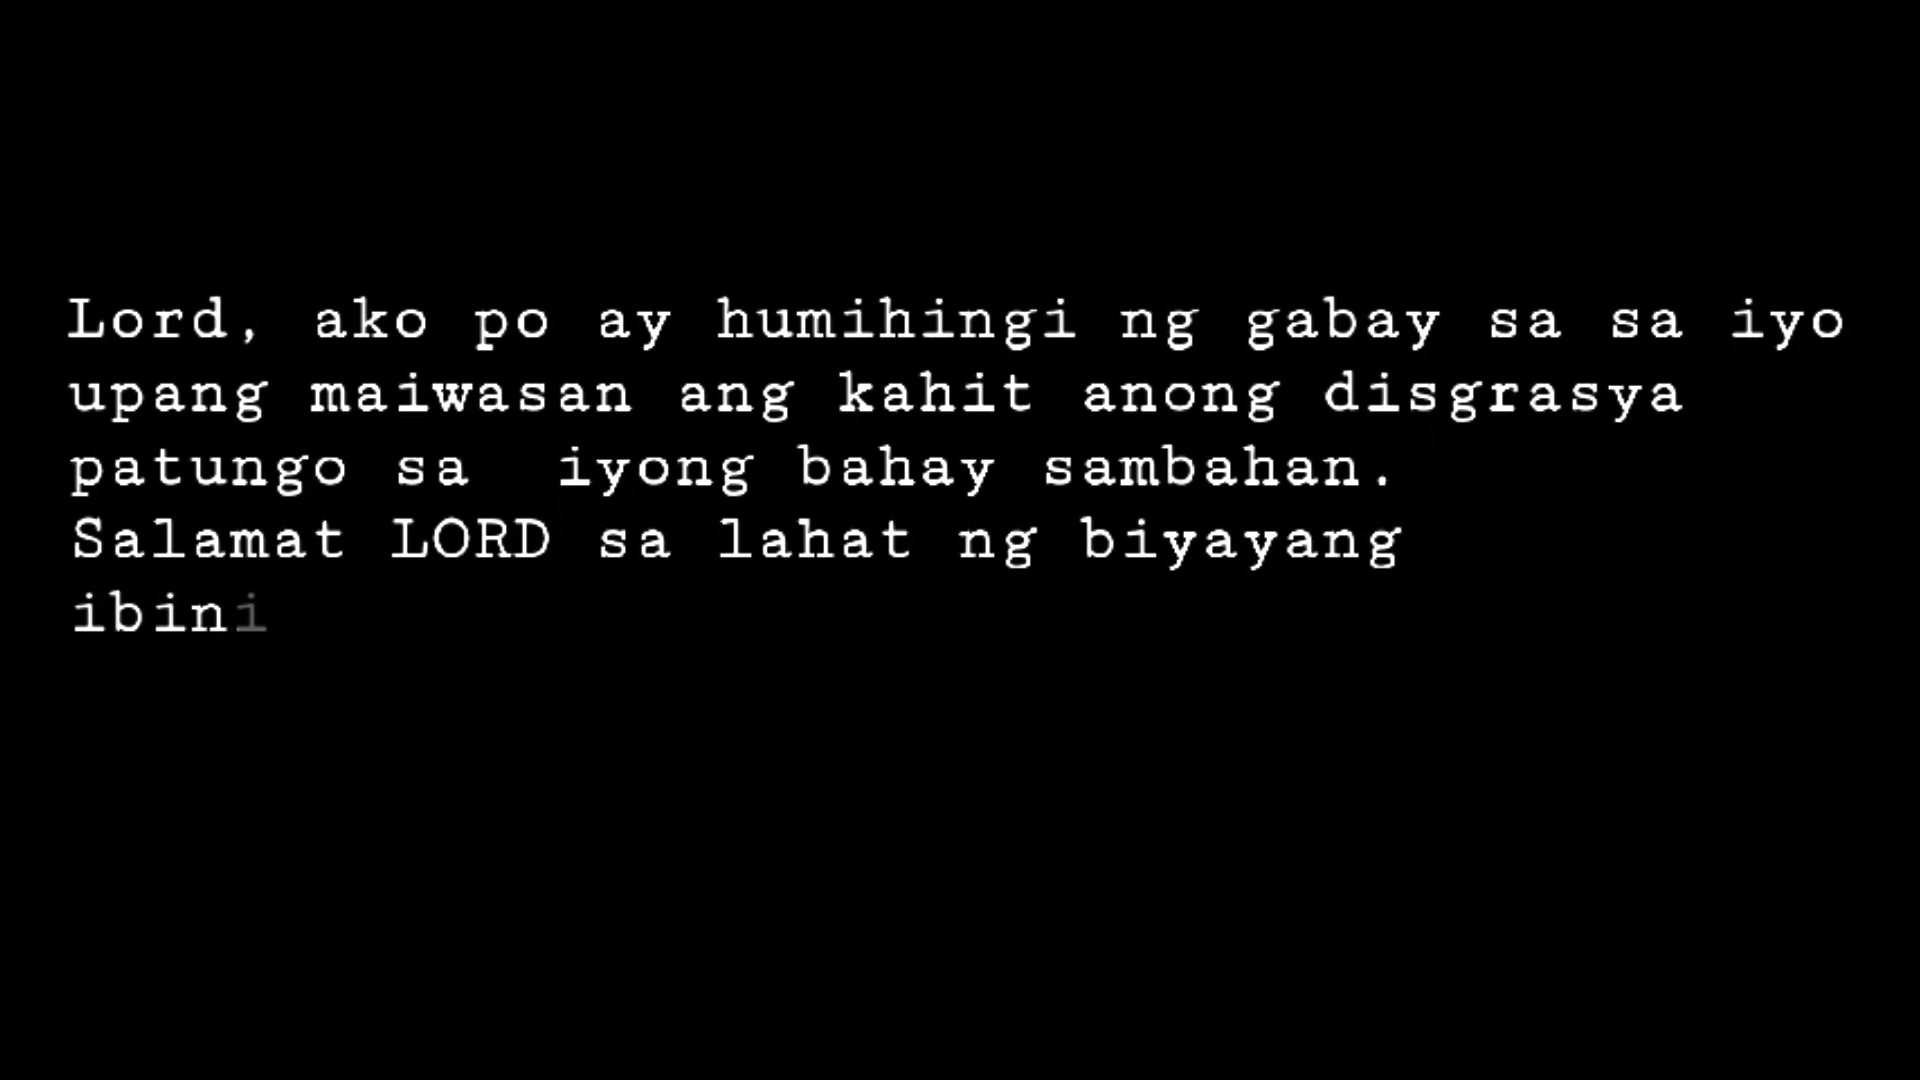 Lord, ako po ay humihingi ng gabay sa sa iyo
upang maiwasan ang kahit anong disgrasya
patungo sa  iyong bahay sambahan.
Salamat LORD sa lahat ng biyayang
ibini